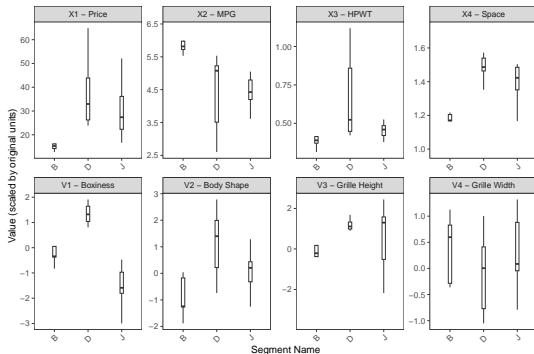 X1 − Price
X2 − MPG
X3 − HPWT
X4 − Space
60
50
40
30
20
6.5
5.5
4.5
3.5
2.5
1.00
0.75
0.50
1.6
1.4
1.2
1.0
B
D
J
B
D
J
B
D
J
B
D
J
Value (scaled by original units)
V1 − Boxiness
V2 − Body Shape
V3 − Grille Height
V4 − Grille Width
2
1
0
−1
−2
−3
3
2
1
0
−1
−2
2
0
−2
1.0
0.5
0.0
−0.5
−1.0
B
D
J
B
D
J
B
D
J
B
D
J
Segment Name